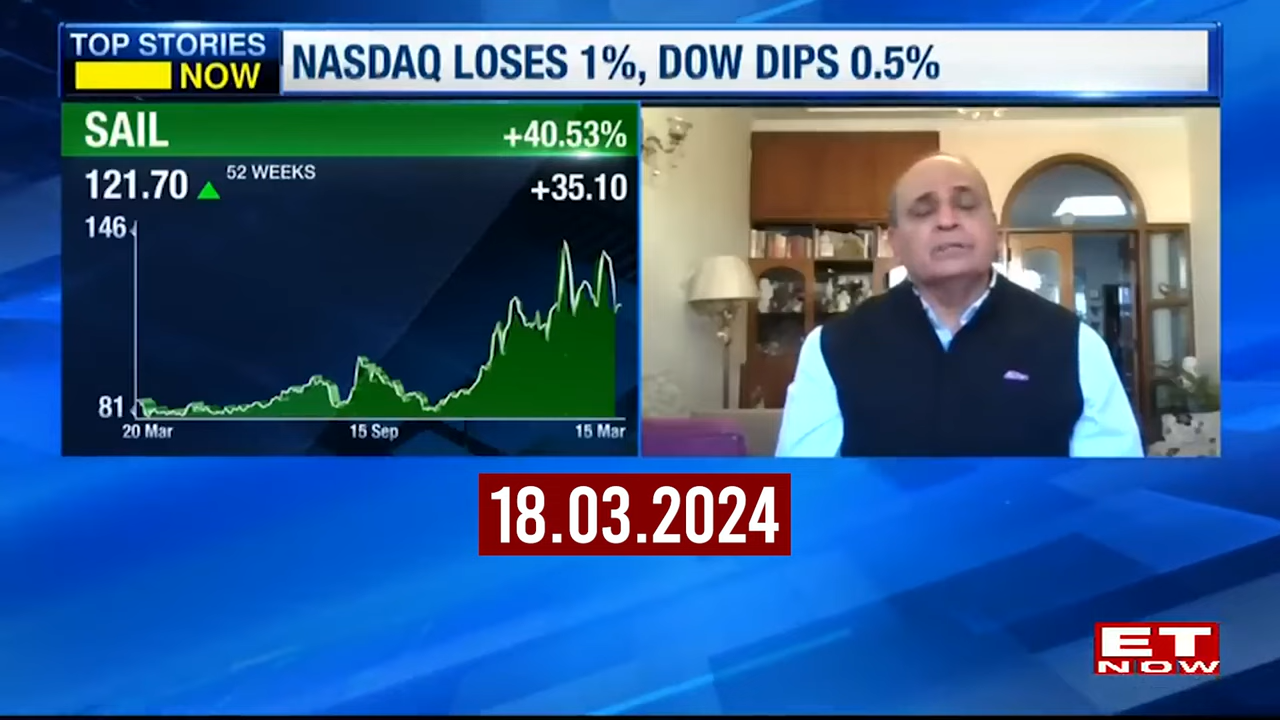 TOP STORIES
NOW
NASDAQ LOSES 1%, DOW DIPS 0.5%
SAIL
+40.53%
121.70
52 WEEKS
+35.10
146
81
20 Mar
15 Sep
15 Mar
18.03.2024
ET
NOW